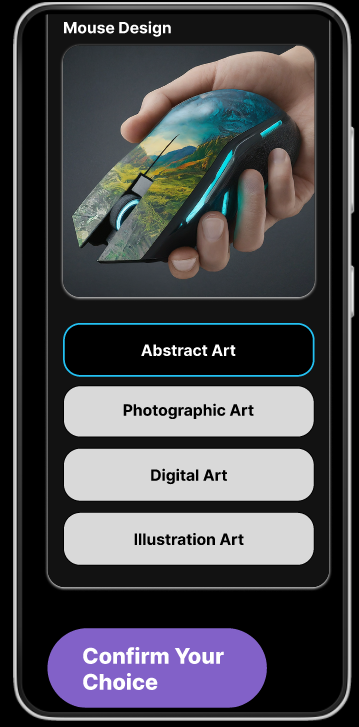 Mouse Design
Abstract Art
Photographic Art
Digital Art
Illustration Art
Confirm Your
Choice